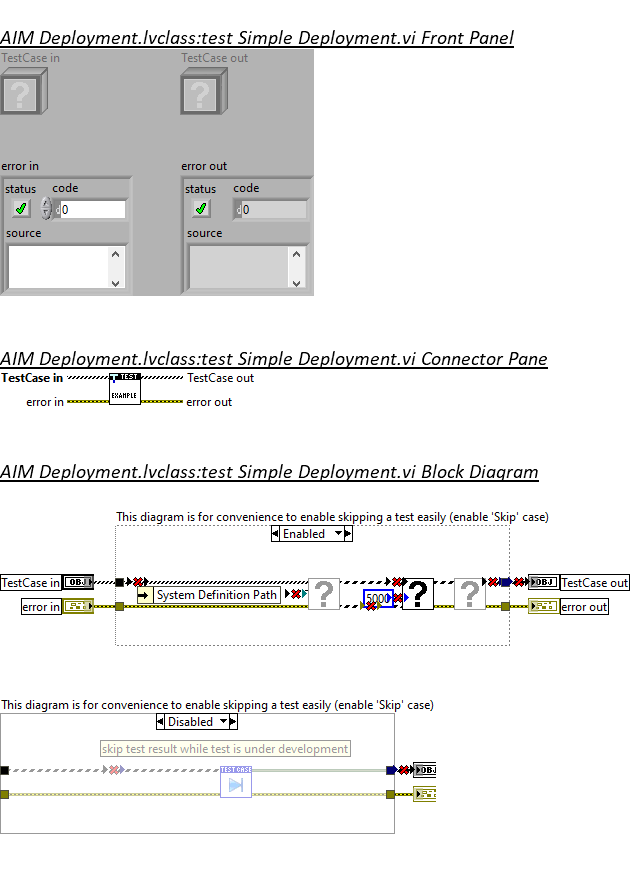 AIM Deployment.lvclass:test Simple Deployment.vi Front Panel
TestCase in TestCase out
? ?
error in error out
status code status code
0 0
source source
AIM Deployment.lvclass:test Simple Deployment.vi Connector Pane
TestCase in TestCase out
TEST
EXAMPLE
error in error out
AIM Deployment.lvclass:test Simple Deployment.vi Block Diagram
This diagram is for convenience to enable skipping a test easily (enable 'Skip' case)
Enabled
TestCase in OBJ OBJ TestCase out
System Definition Path ? 5000 ? ?
error in error out
This diagram is for convenience to enable skipping a test easily (enable 'Skip' case)
Disabled
skip test result while test is under development
TEST CASE OBJ